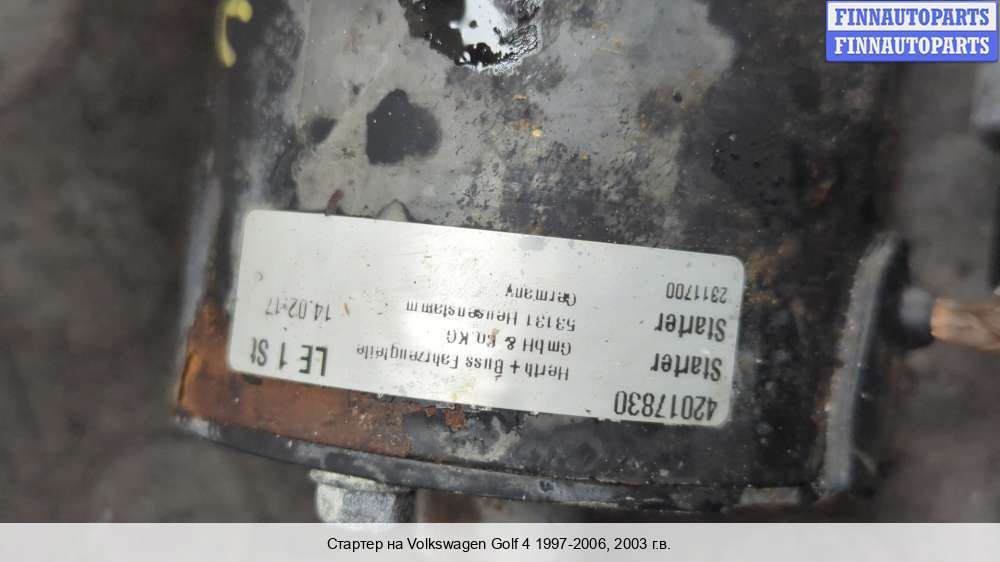 FINNAUTOPARTS
FINNAUTOPARTS
42017830
Starter
Starter
2311700
Herth + Buss Fahrzeugteile
GmbH & Co KG
53131 Heusenstamm
Germany
LE 1 St
14.02.17
Стартер на Volkswagen Golf 4 1997-2006, 2003 г.в.